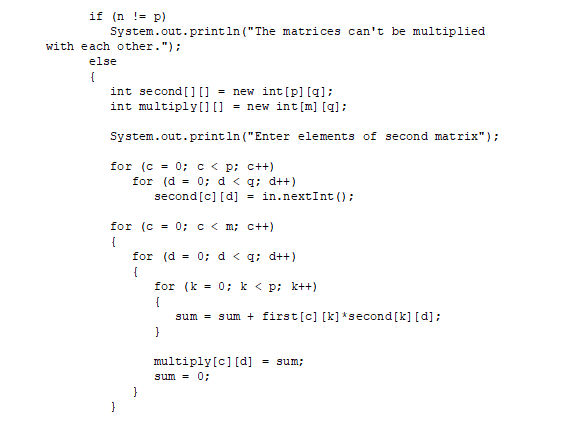 if (n != p)
System.out.println("The matrices can't be multiplied
with each other.");
else
{
int second[][] = new int[p][q];
int multiply[][] = new int[m][q];
System.out.println("Enter elements of second matrix");
for (c = 0; c < p; c++)
for (d = 0; d < q; d++)
second[c][d] = in.nextInt();
for (c = 0; c < m; c++)
{
for (d = 0; d < q; d++)
{
for (k = 0; k < p; k++)
{
sum = sum + first[c][k]*second[k][d];
}
multiply[c][d] = sum;
sum = 0;
}
}